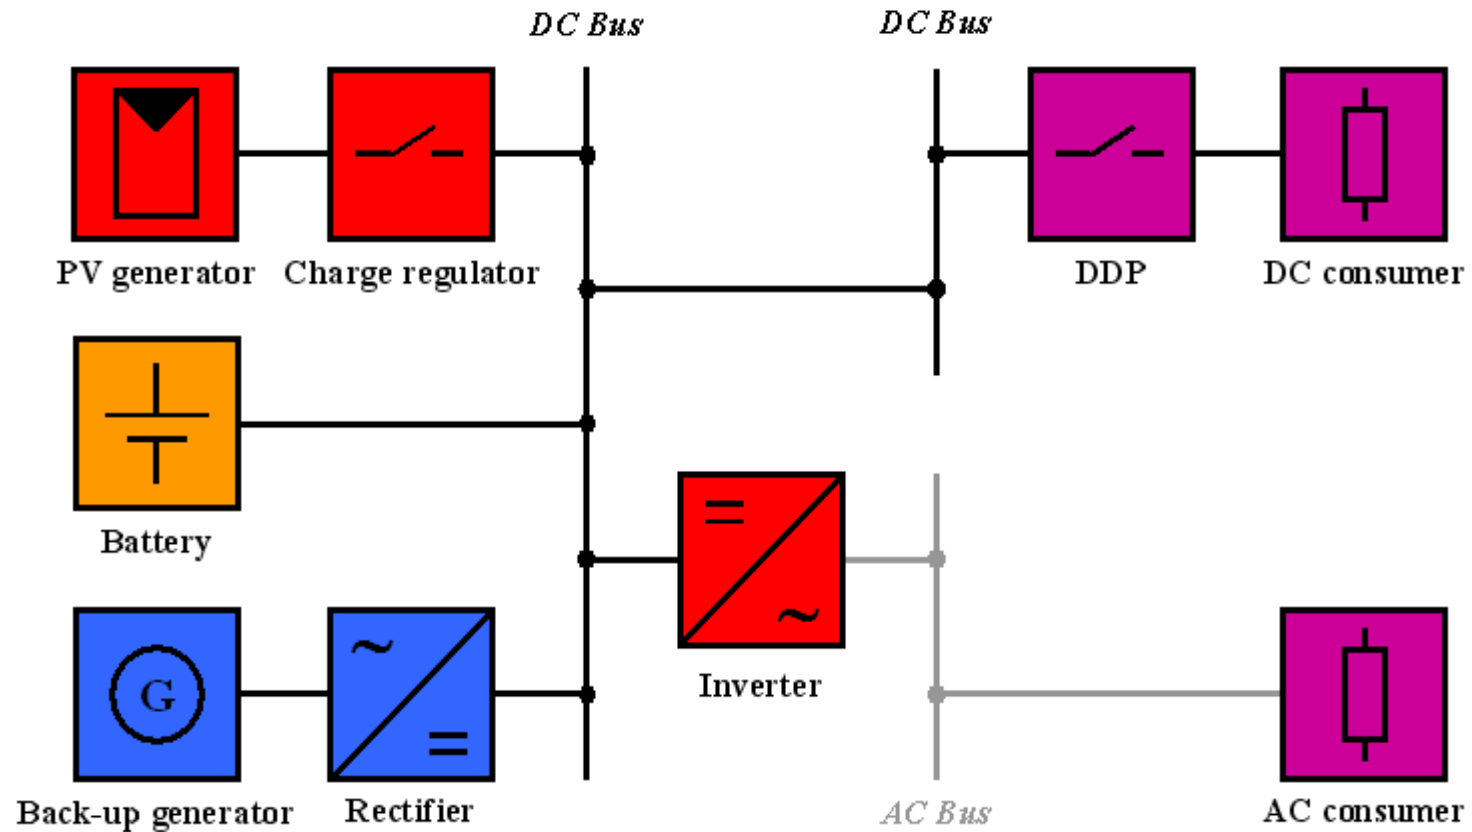 DC Bus
DC Bus
PV generator
Charge regulator
DDP
DC consumer
Battery
=
~
Inverter
G
~
=
Back-up generator
Rectifier
AC Bus
AC consumer